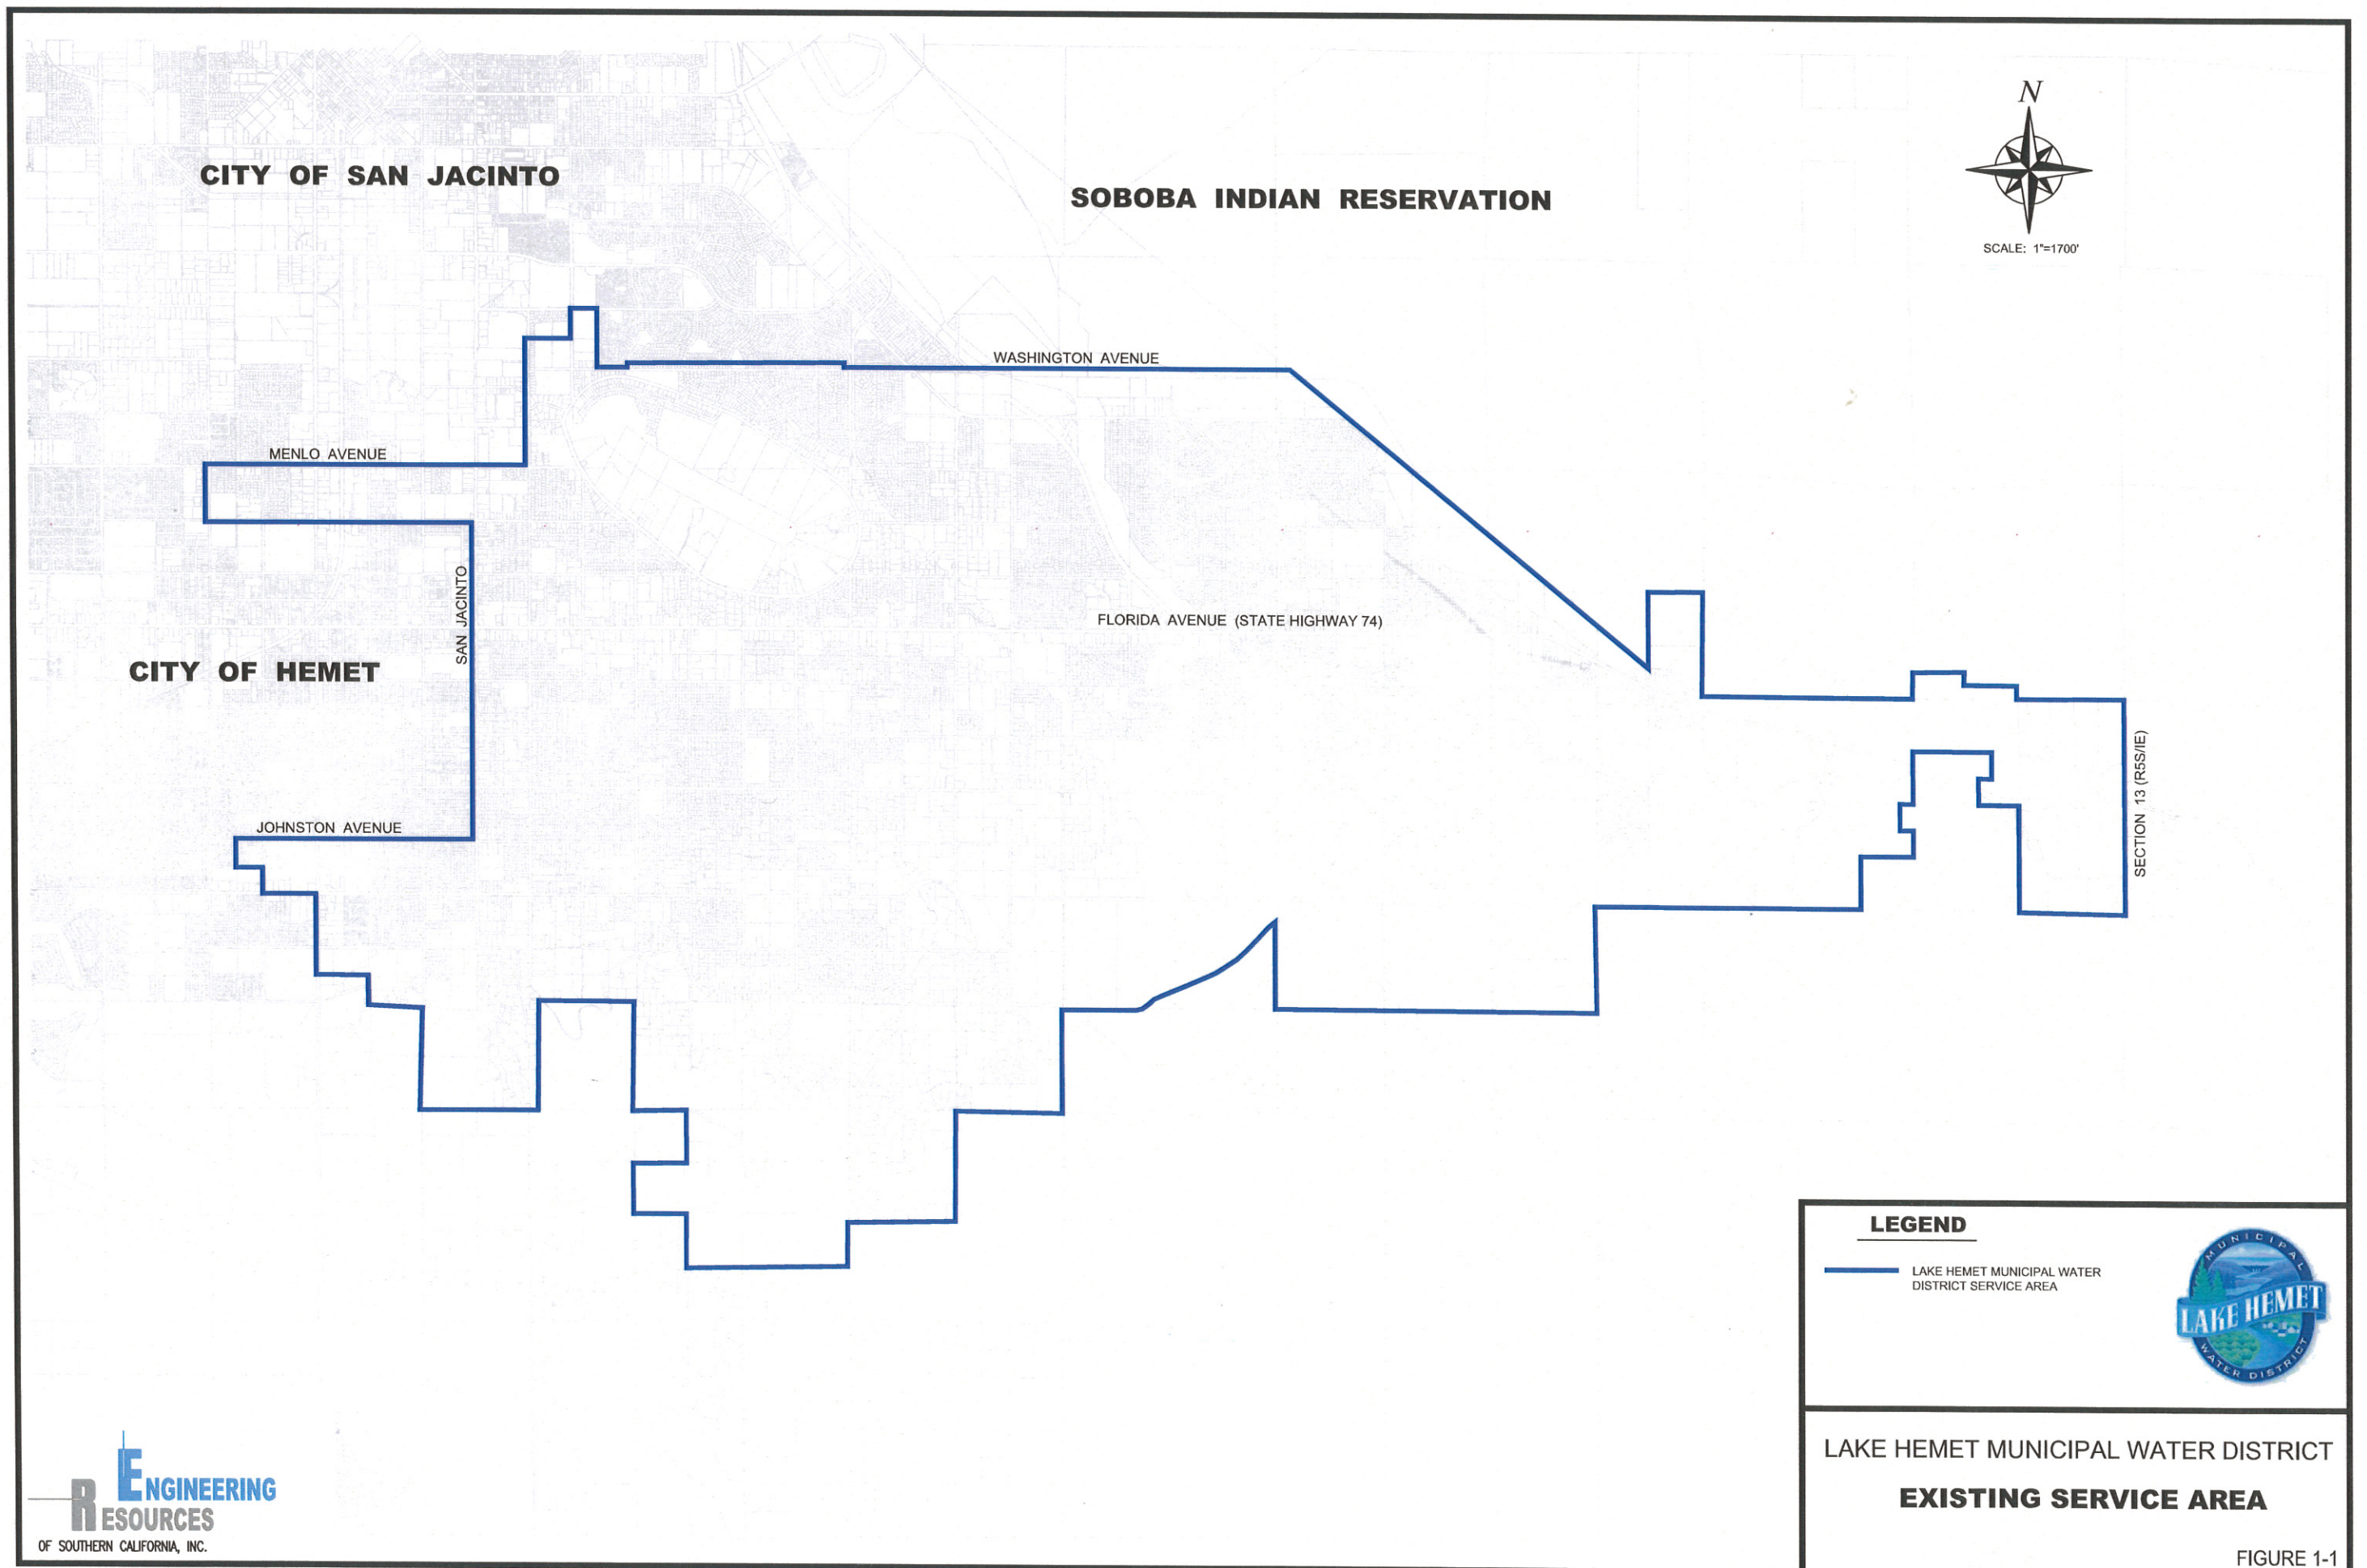 N
SCALE: 1"=1700'
CITY OF SAN JACINTO
SOBOBA INDIAN RESERVATION
WASHINGTON AVENUE
MENLO AVENUE
SAN JACINTO
FLORIDA AVENUE (STATE HIGHWAY 74)
CITY OF HEMET
SECTION 13 (R5S/IE)
JOHNSTON AVENUE
LEGEND
LAKE HEMET MUNICIPAL WATER
DISTRICT SERVICE AREA
MUNICIPAL
LAKE HEMET
WATER DISTRICT
LAKE HEMET MUNICIPAL WATER DISTRICT
EXISTING SERVICE AREA
FIGURE 1-1
ENGINEERING
RESOURCES
OF SOUTHERN CALIFORNIA, INC.